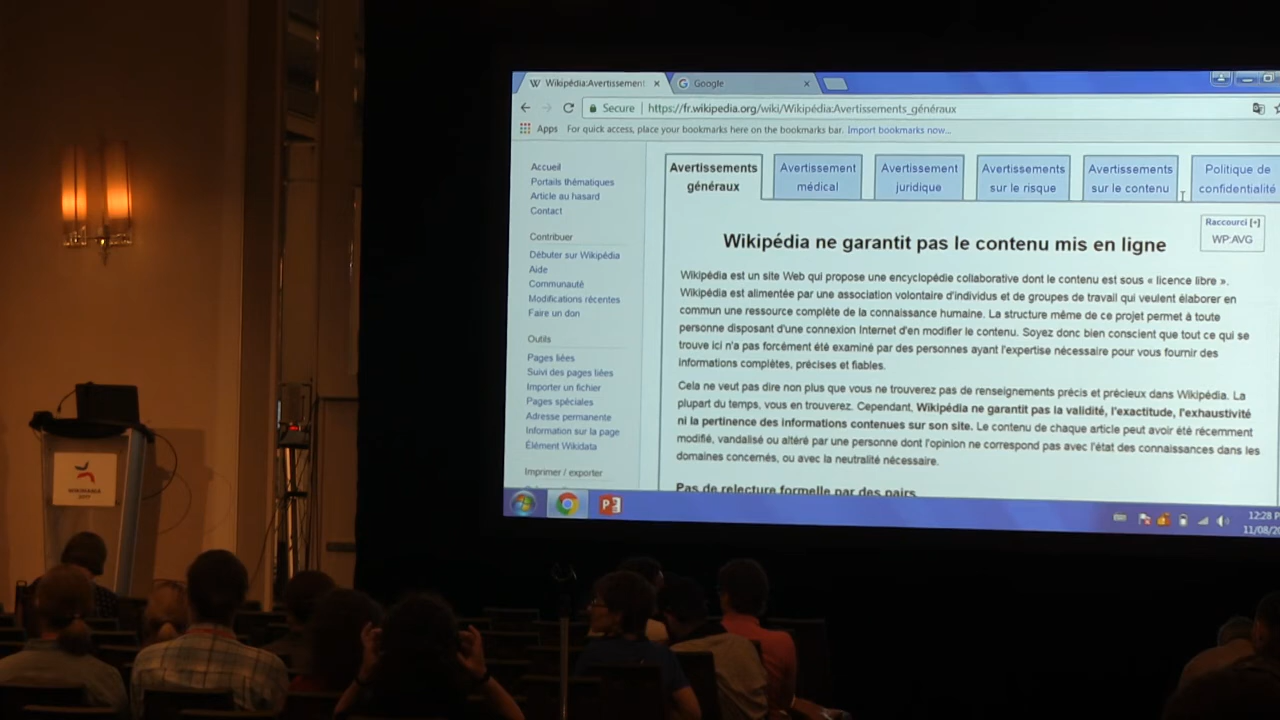 Wikipédia:Avertissement
Google
Secure https://fr.wikipedia.org/wiki/Wikipédia:Avertissements_généraux
Apps For quick access, place your bookmarks here on the bookmarks bar. Import bookmarks now...
Accueil
Portails thématiques
Article au hasard
Contact
Contribuer
Débuter sur Wikipédia
Aide
Communauté
Modifications récentes
Faire un don
Outils
Pages liées
Suivi des pages liées
Importer un fichier
Pages spéciales
Adresse permanente
Information sur la page
Élément Wikidata
Imprimer / exporter
Avertissements
généraux
Avertissement
médical
Avertissement
juridique
Avertissements
sur le risque
Avertissements
sur le contenu
Politique de
confidentialité
Raccourci [+]
WP:AVG
Wikipédia ne garantit pas le contenu mis en ligne
Wikipédia est un site Web qui propose une encyclopédie collaborative dont le contenu est sous « licence libre ».
Wikipédia est alimentée par une association volontaire d'individus et de groupes de travail qui veulent élaborer en
commun une ressource complète de la connaissance humaine. La structure même de ce projet permet à toute
personne disposant d'une connexion Internet d'en modifier le contenu. Soyez donc bien conscient que tout ce qui se
trouve ici n'a pas forcément été examiné par des personnes ayant l'expertise nécessaire pour vous fournir des
informations complètes, précises et fiables.
Cela ne veut pas dire non plus que vous ne trouverez pas de renseignements précis et précieux dans Wikipédia. La
plupart du temps, vous en trouverez. Cependant, Wikipédia ne garantit pas la validité, l'exactitude, l'exhaustivité
ni la pertinence des informations contenues sur son site. Le contenu de chaque article peut avoir été récemment
modifié, vandalisé ou altéré par une personne dont l'opinion ne correspond pas avec l'état des connaissances dans les
domaines concernés, ou avec la neutralité nécessaire.
Pas de relecture formelle par des pairs
12:28 P
11/08/20
WIKIMANIA
2017